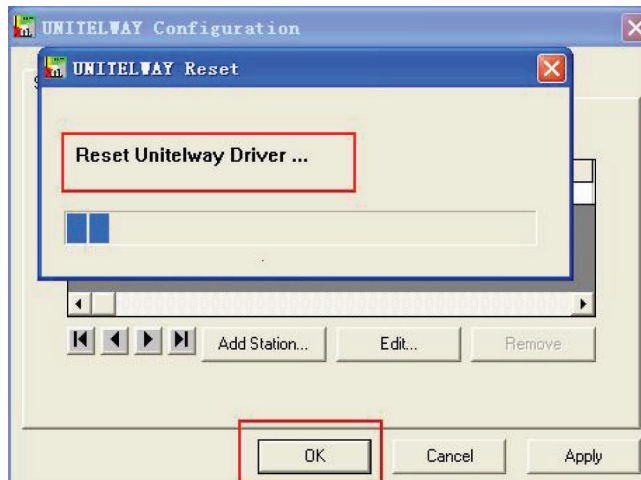 UNITELWAY Configuration
UNITELWAY Reset
Reset Unitelway Driver ...
Add Station...
Edit...
Remove
OK
Cancel
Apply